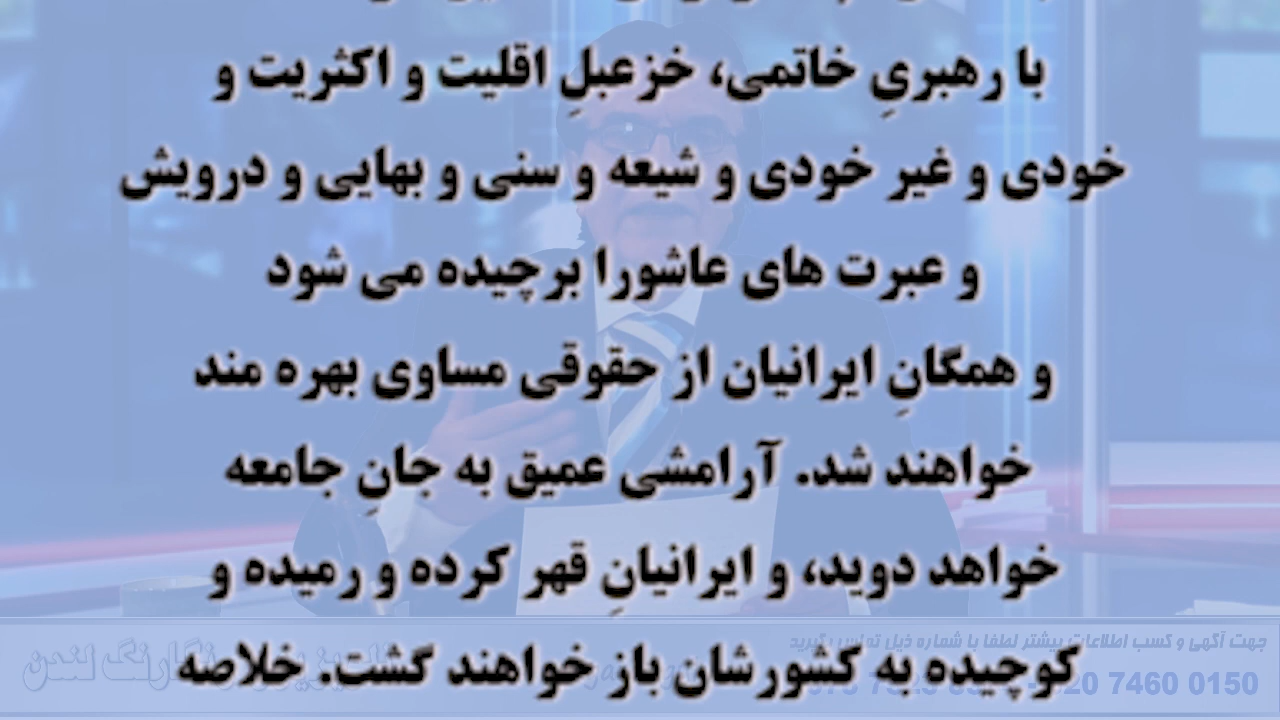 با رهبریِ خاتمی، خزعبلِ اقلیت و اکثریت و
خودی و غیر خودی و شیعه و سنی و بهایی و درویش
و عبرت های عاشورا برچیده می شود
و همگانِ ایرانیان از حقوقی مساوی بهره مند
خواهند شد. آرامشی عمیق به جانِ جامعه
خواهد دوید، و ایرانیانِ قهر کرده و رمیده و
جهت آگهی و کسب اطلاعات بیشتر لطفا با شماره ذیل تماس بگیرید
کوچیده به کشورشان باز خواهند گشت. خلاصه
20 7460 0150